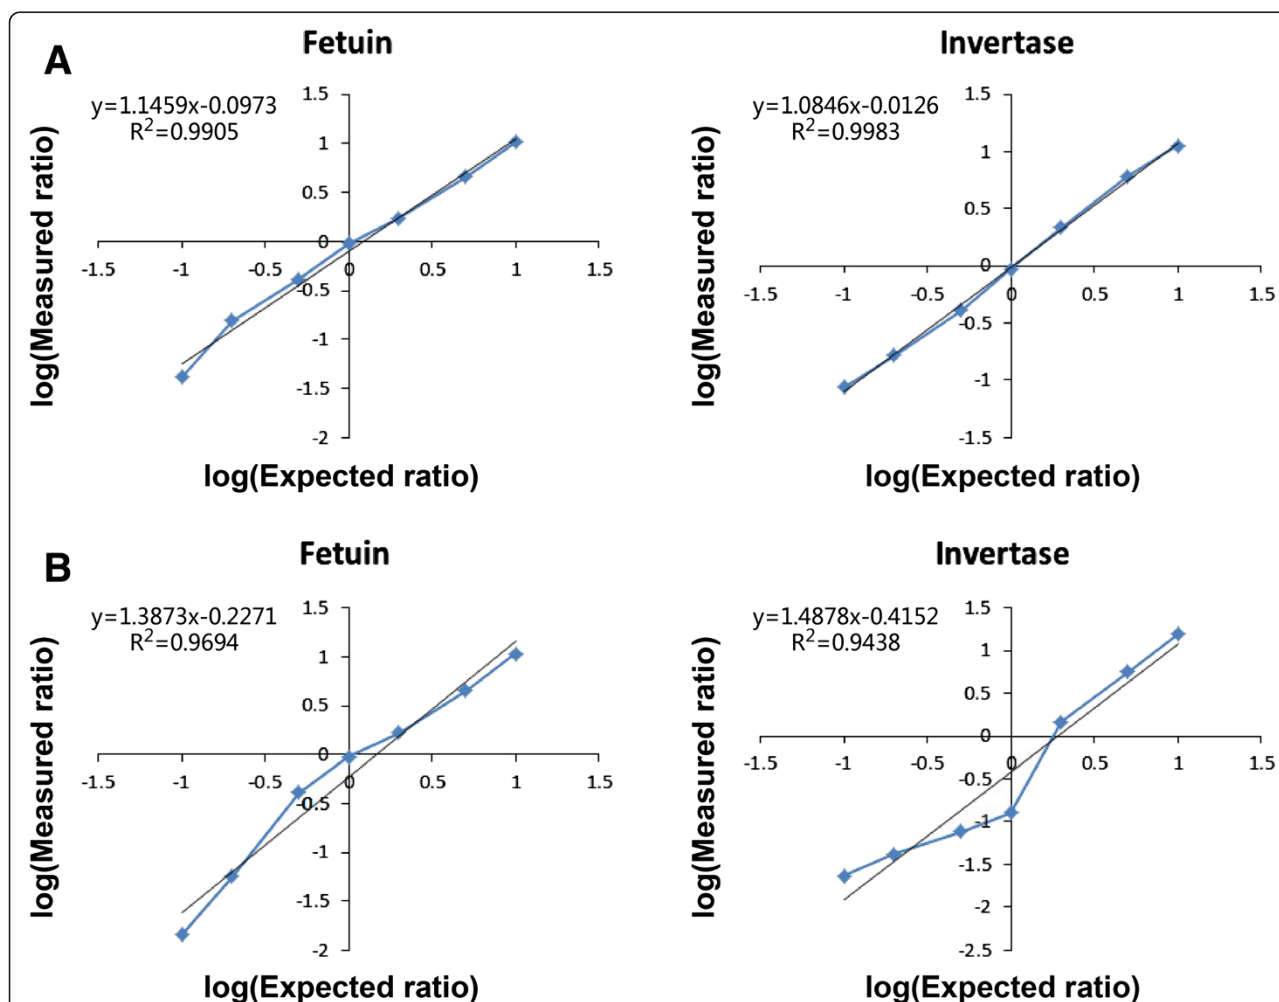 A
Fetuin
y=1.1459x-0.0973
R²=0.9905
log(Measured ratio)
1.5
1
0.5
0
-0.5
-1
-1.5
-2
-1.5 -1 -0.5 0 0.5 1 1.5
log(Expected ratio)
Invertase
y=1.0846x-0.0126
R²=0.9983
log(Measured ratio)
1.5
1
0.5
0
-0.5
-1
-1.5
-1.5 -1 -0.5 0 0.5 1 1.5
log(Expected ratio)
B
Fetuin
y=1.3873x-0.2271
R²=0.9694
log(Measured ratio)
1.5
1
0.5
0
-0.5
-1
-1.5
-2
-1.5 -1 -0.5 0 0.5 1 1.5
log(Expected ratio)
Invertase
y=1.4878x-0.4152
R²=0.9438
log(Measured ratio)
1.5
1
0.5
0
-0.5
-1
-1.5
-2
-2.5
-1.5 -1 -0.5 0 0.5 1 1.5
log(Expected ratio)